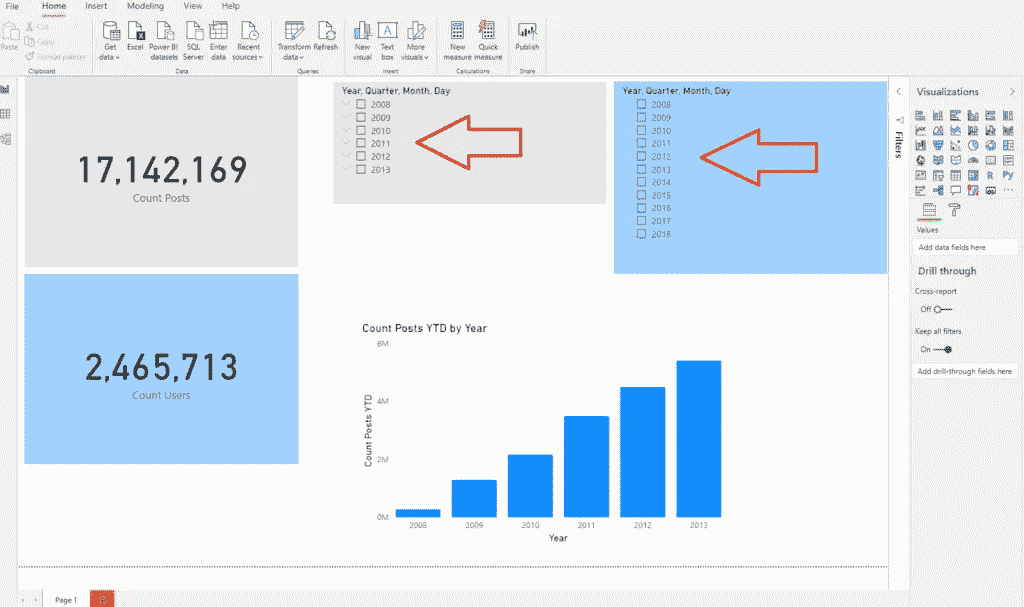 File Home Insert Modeling View Help
Paste
Cut
Copy
Format painter
Clipboard
Get data
Excel
Power BI datasets
SQL Server
Enter data
Recent sources
Data
Transform data
Refresh
Queries
New visual
Text box
More visuals
Insert
New measure
Quick measure
Calculations
Publish
Share
17,142,169
Count Posts
2,465,713
Count Users
Year, Quarter, Month, Day
2008
2009
2010
2011
2012
2013
Year, Quarter, Month, Day
2008
2009
2010
2011
2012
2013
2014
2015
2016
2017
2018
Count Posts YTD by Year
Count Posts YTD
6M
4M
2M
0M
2008 2009 2010 2011 2012 2013
Year
Filters
Visualizations
R Py
Values
Add data fields here
Drill through
Cross-report
Off
Keep all filters
On
Add drill-through fields here
Page 1